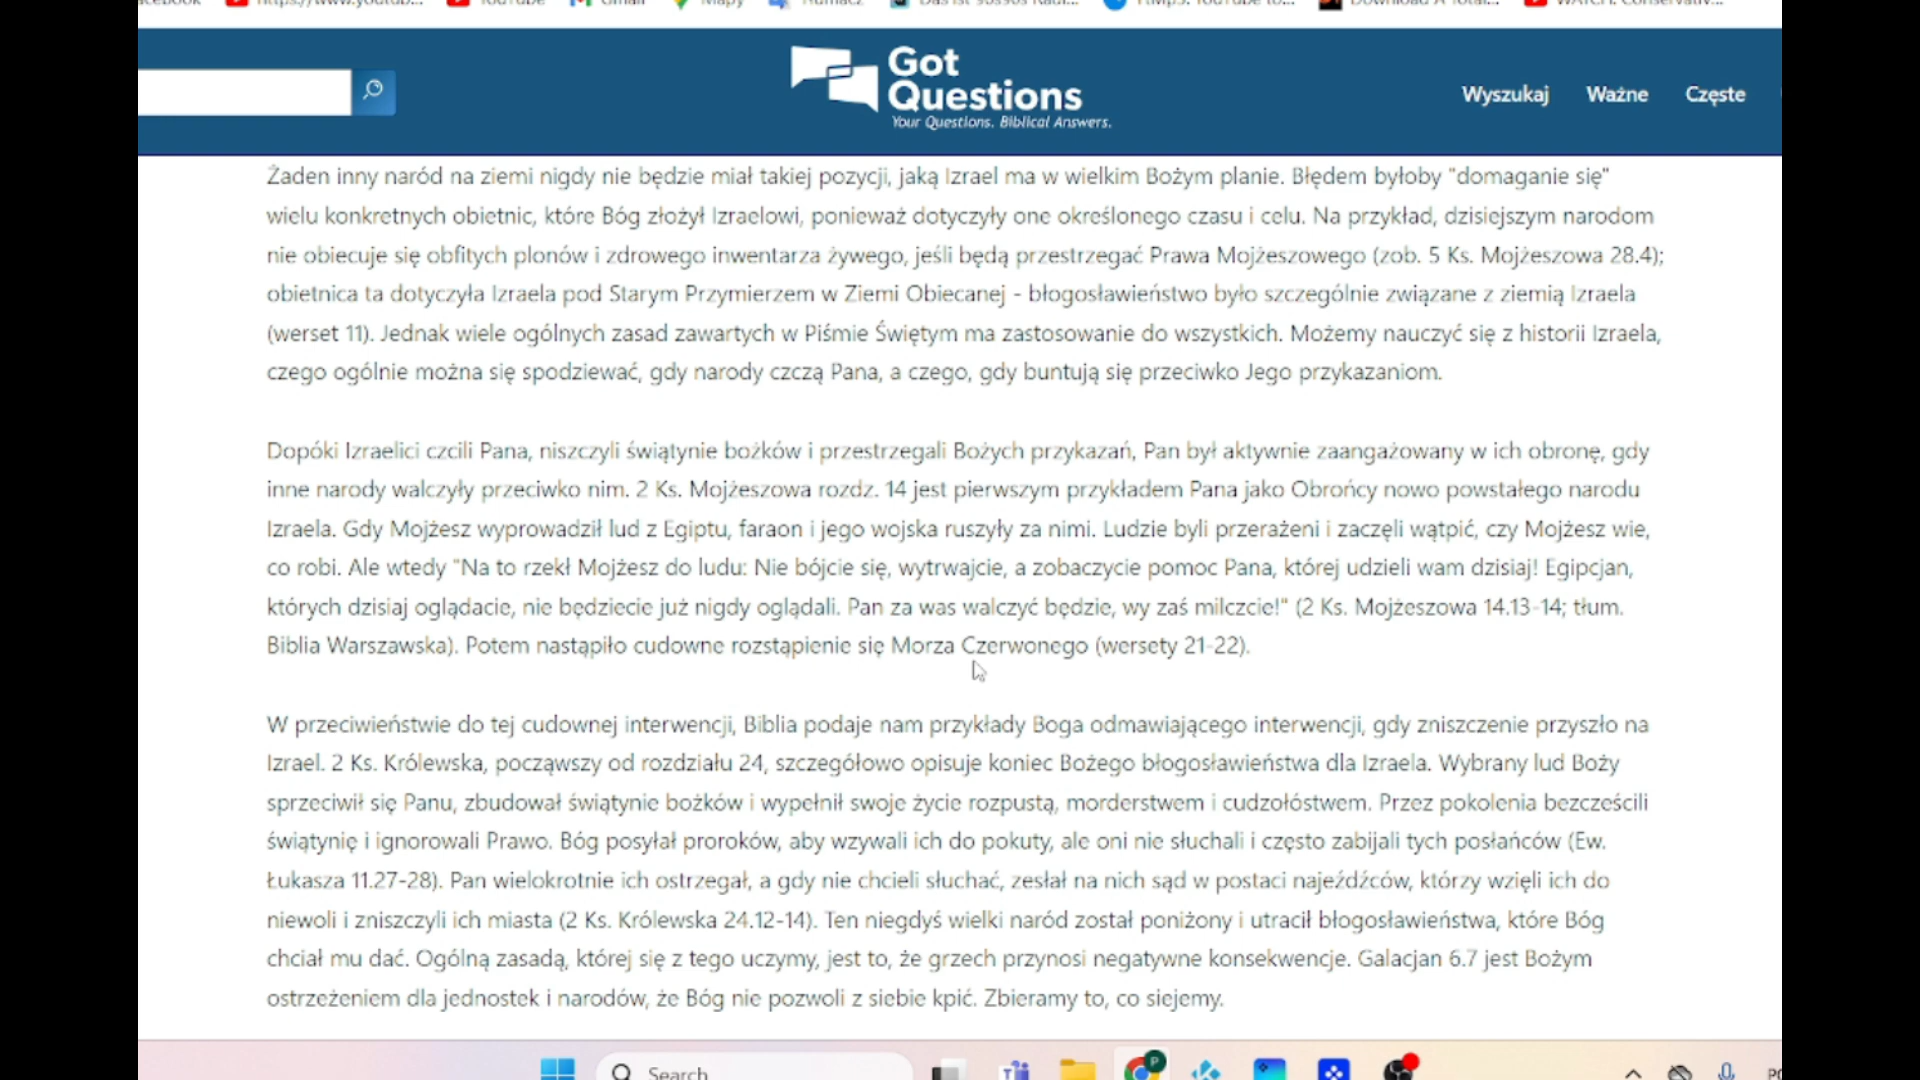 Got
Questions
Your Questions. Biblical Answers.
Wyszukaj Ważne Częste
Żaden inny naród na ziemi nigdy nie będzie miał takiej pozycji, jaką Izrael ma w wielkim Bożym planie. Błędem byłoby "domaganie się"
wielu konkretnych obietnic, które Bóg złożył Izraelowi, ponieważ dotyczyły one określonego czasu i celu. Na przykład, dzisiejszym narodom
nie obiecuje się obfitych plonów i zdrowego inwentarza żywego, jeśli będą przestrzegać Prawa Mojżeszowego (zob. 5 Ks. Mojżeszowa 28.4);
obietnica ta dotyczyła Izraela pod Starym Przymierzem w Ziemi Obiecanej - błogosławieństwo było szczególnie związane z ziemią Izraela
(werset 11). Jednak wiele ogólnych zasad zawartych w Piśmie Świętym ma zastosowanie do wszystkich. Możemy nauczyć się z historii Izraela,
czego ogólnie można się spodziewać, gdy narody czczą Pana, a czego, gdy buntują się przeciwko Jego przykazaniom.
Dopóki Izraelici czcili Pana, niszczyli świątynie bożków i przestrzegali Bożych przykazań, Pan był aktywnie zaangażowany w ich obronę, gdy
inne narody walczyły przeciwko nim. 2 Ks. Mojżeszowa rozdz. 14 jest pierwszym przykładem Pana jako Obrońcy nowo powstałego narodu
Izraela. Gdy Mojżesz wyprowadził lud z Egiptu, faraon i jego wojska ruszyły za nimi. Ludzie byli przerażeni i zaczęli wątpić, czy Mojżesz wie,
co robi. Ale wtedy "Na to rzekł Mojżesz do ludu: Nie bójcie się, wytrwajcie, a zobaczycie pomoc Pana, której udzieli wam dzisiaj! Egipcjan,
których dzisiaj oglądacie, nie będziecie już nigdy oglądali. Pan za was walczyć będzie, wy zaś milczcie!" (2 Ks. Mojżeszowa 14.13-14; tłum.
Biblia Warszawska). Potem nastąpiło cudowne rozstąpienie się Morza Czerwonego (wersety 21-22).
W przeciwieństwie do tej cudownej interwencji, Biblia podaje nam przykłady Boga odmawiającego interwencji, gdy zniszczenie przyszło na
Izrael. 2 Ks. Królewska, począwszy od rozdziału 24, szczegółowo opisuje koniec Bożego błogosławieństwa dla Izraela. Wybrany lud Boży
sprzeciwił się Panu, zbudował świątynie bożków i wypełnił swoje życie rozpustą, morderstwem i cudzołóstwem. Przez pokolenia bezcześcili
świątynię i ignorowali Prawo. Bóg posyłał proroków, aby wzywali ich do pokuty, ale oni nie słuchali i często zabijali tych posłańców (Ew.
Łukasza 11.27-28). Pan wielokrotnie ich ostrzegał, a gdy nie chcieli słuchać, zesłał na nich sąd w postaci najeźdźców, którzy wzięli ich do
niewoli i zniszczyli ich miasta (2 Ks. Królewska 24.12-14). Ten niegdyś wielki naród został poniżony i utracił błogosławieństwa, które Bóg
chciał mu dać. Ogólną zasadą, której się z tego uczymy, jest to, że grzech przynosi negatywne konsekwencje. Galacjan 6.7 jest Bożym
ostrzeżeniem dla jednostek i narodów, że Bóg nie pozwoli z siebie kpić. Zbieramy to, co siejemy.
Search